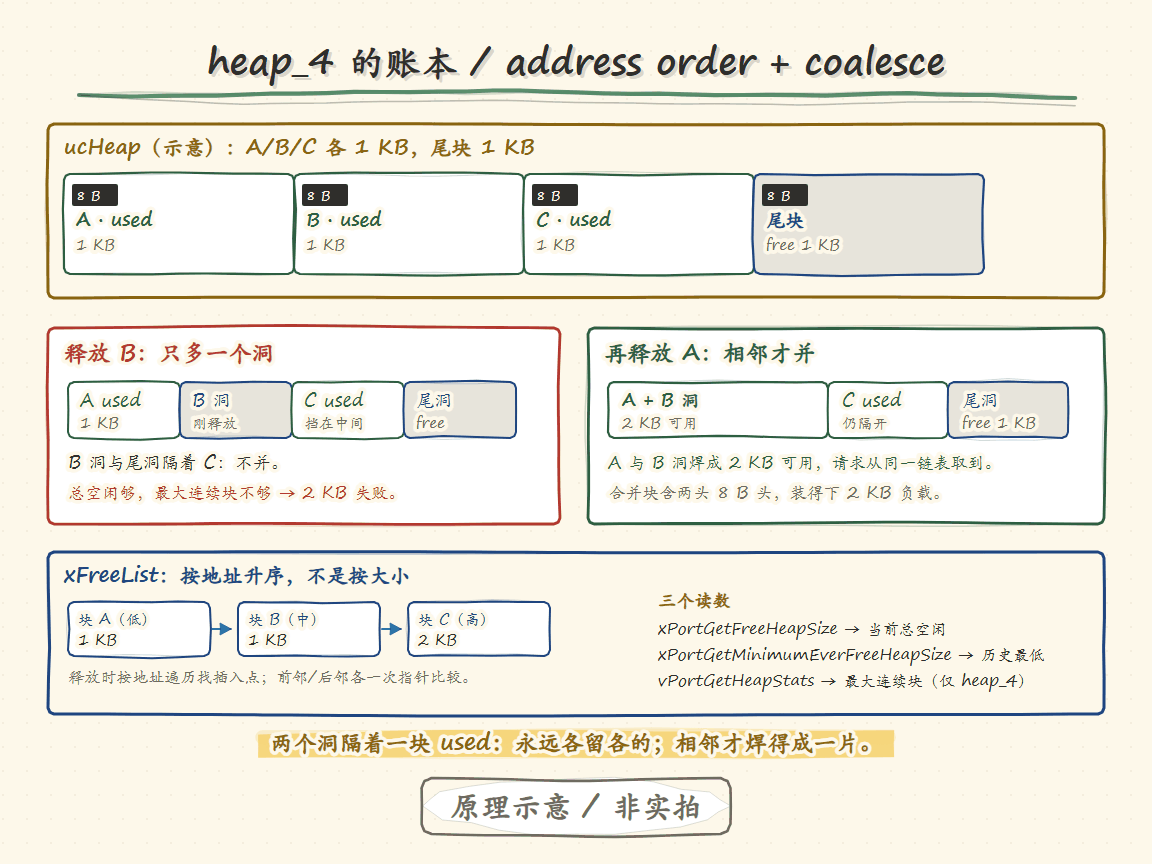 heap_4 的账本 / address order + coalesce
ucHeap（示意）：A/B/C 各 1 KB，尾块 1 KB
8 B
A · used
1 KB
8 B
B · used
1 KB
8 B
C · used
1 KB
8 B
尾块
free 1 KB
释放 B：只多一个洞
A used
1 KB
B 洞
刚释放
C used
挡在中间
尾洞
free
B 洞与尾洞隔着 C：不并。
总空闲够，最大连续块不够 → 2 KB 失败。
再释放 A：相邻才并
A + B 洞
2 KB 可用
C used
仍隔开
尾洞
free 1 KB
A 与 B 洞焊成 2 KB 可用，请求从同一链表取到。
合并块含两头 8 B 头，装得下 2 KB 负载。
xFreeList：按地址升序，不是按大小
块 A（低）
1 KB
块 B（中）
1 KB
块 C（高）
2 KB
释放时按地址遍历找插入点；前邻/后邻各一次指针比较。
三个读数
xPortGetFreeHeapSize → 当前总空闲
xPortGetMinimumEverFreeHeapSize → 历史最低
vPortGetHeapStats → 最大连续块（仅 heap_4）
两个洞隔着一块 used：永远各留各的；相邻才焊得成一片。
原理示意 / 非实拍